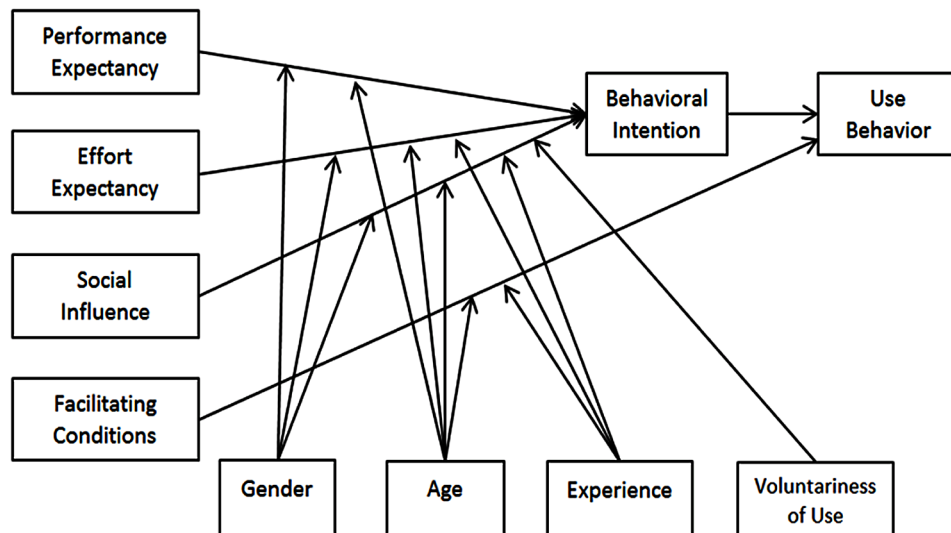 Performance
Expectancy
Behavioral
Intention
Use
Behavior
Effort
Expectancy
Social
Influence
Facilitating
Conditions
Gender
Age
Experience
Voluntariness
of Use